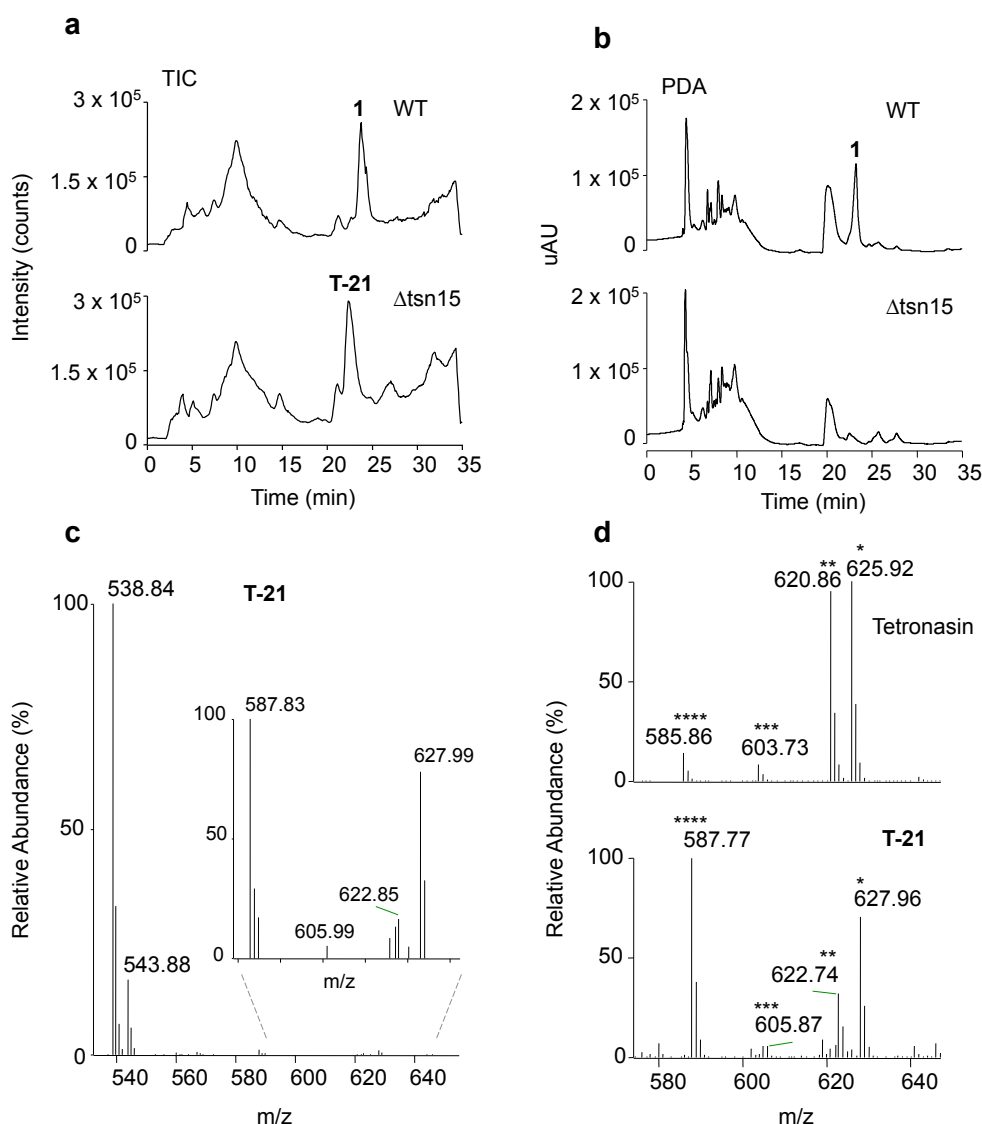 a
TIC
3 x 10⁵
1.5 x 10⁵
0
1
WT
3 x 10⁵
1.5 x 10⁵
0
T-21
Δtsn15
Intensity (counts)
0 5 10 15 20 25 30 35
Time (min)
b
PDA
2 x 10⁵
1 x 10⁵
0
1
WT
uAU
2 x 10⁵
1 x 10⁵
0
Δtsn15
0 5 10 15 20 25 30 35
Time (min)
c
538.84
T-21
100
50
0
543.88
Relative Abundance (%)
587.83
100
50
0
627.99
622.85
605.99
m/z
540 560 580 600 620 640
m/z
d
*
**
620.86 625.92
100
50
0
Tetronasin
****
585.86
***
603.73
Relative Abundance (%)
****
587.77
T-21
100
50
0
*
627.96
**
622.74
***
605.87
580 600 620 640
m/z